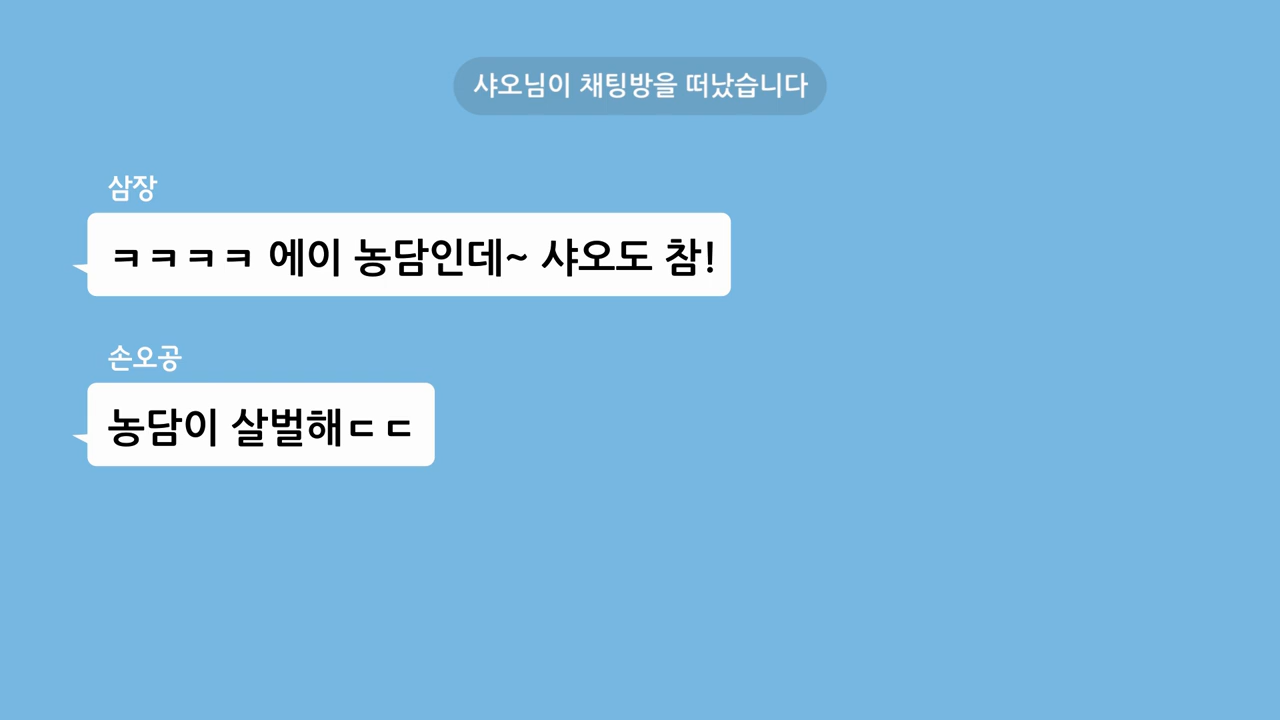 샤오님이 채팅방을 떠났습니다
삼장
ㅋㅋㅋㅋ 에이 농담인데~ 샤오도 참!
손오공
농담이 살벌해ㄷㄷ